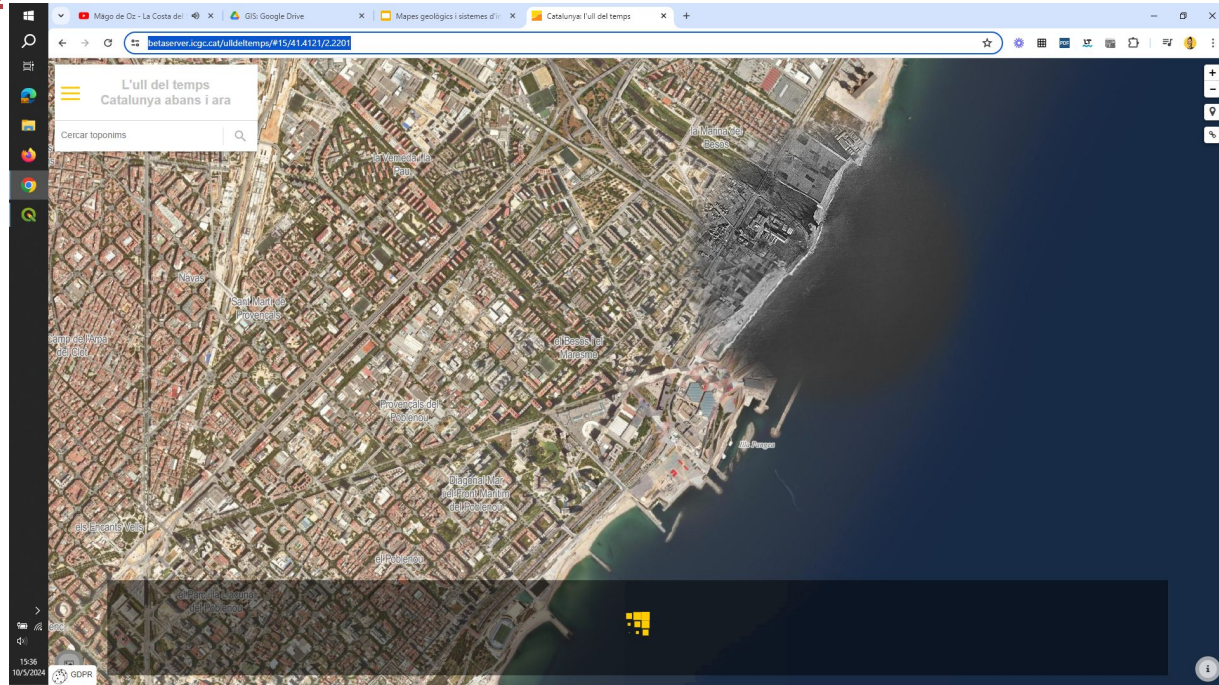 Mägo de Oz - La Costa del
GIS: Google Drive
Mapes geològics i sistemes d'in
Catalunya: l'ull del temps
betaserver.icgc.cat/ulldeltemps/#15/41.4121/2.2201
L'ull del temps
Catalunya abans i ara
Cercar topònims
la Marina del
Besòs
la Verneda i la
Pau
Navas
Sant Martí de
Provençals
camp de l'Arpa
del Clot
el Besòs i el
Maresme
Provençals del
Poblenou
Illa Pangea
Diagonal Mar
i el Front Marítim
del Poblenou
els Encants Vells
el Poblenou
el Parc i la Llacuna
del Poblenou
15:36
10/5/2024
GDPR